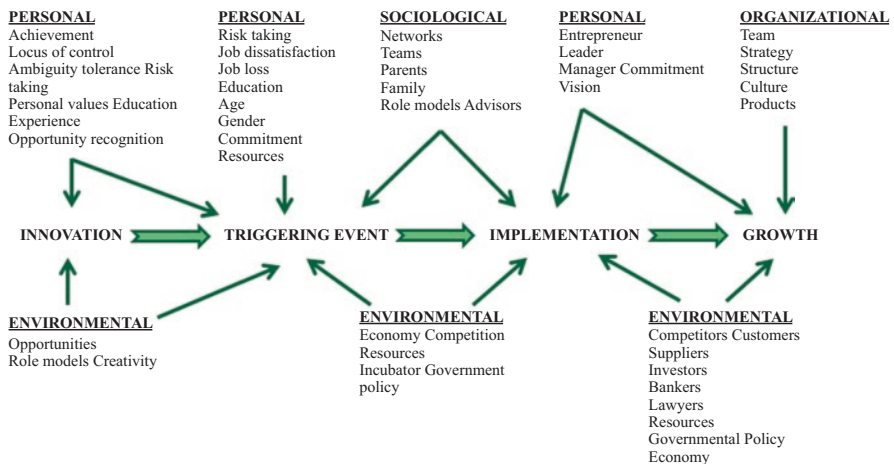 PERSONAL
Achievement
Locus of control
Ambiguity tolerance Risk
taking
Personal values Education
Experience
Opportunity recognition
PERSONAL
Risk taking
Job dissatisfaction
Job loss
Education
Age
Gender
Commitment
Resources
SOCIOLOGICAL
Networks
Teams
Parents
Family
Role models Advisors
PERSONAL
Entrepreneur
Leader
Manager Commitment
Vision
ORGANIZATIONAL
Team
Strategy
Structure
Culture
Products
INNOVATION
TRIGGERING EVENT
IMPLEMENTATION
GROWTH
ENVIRONMENTAL
Opportunities
Role models Creativity
ENVIRONMENTAL
Economy Competition
Resources
Incubator Government
policy
ENVIRONMENTAL
Competitors Customers
Suppliers
Investors
Bankers
Lawyers
Resources
Governmental Policy
Economy